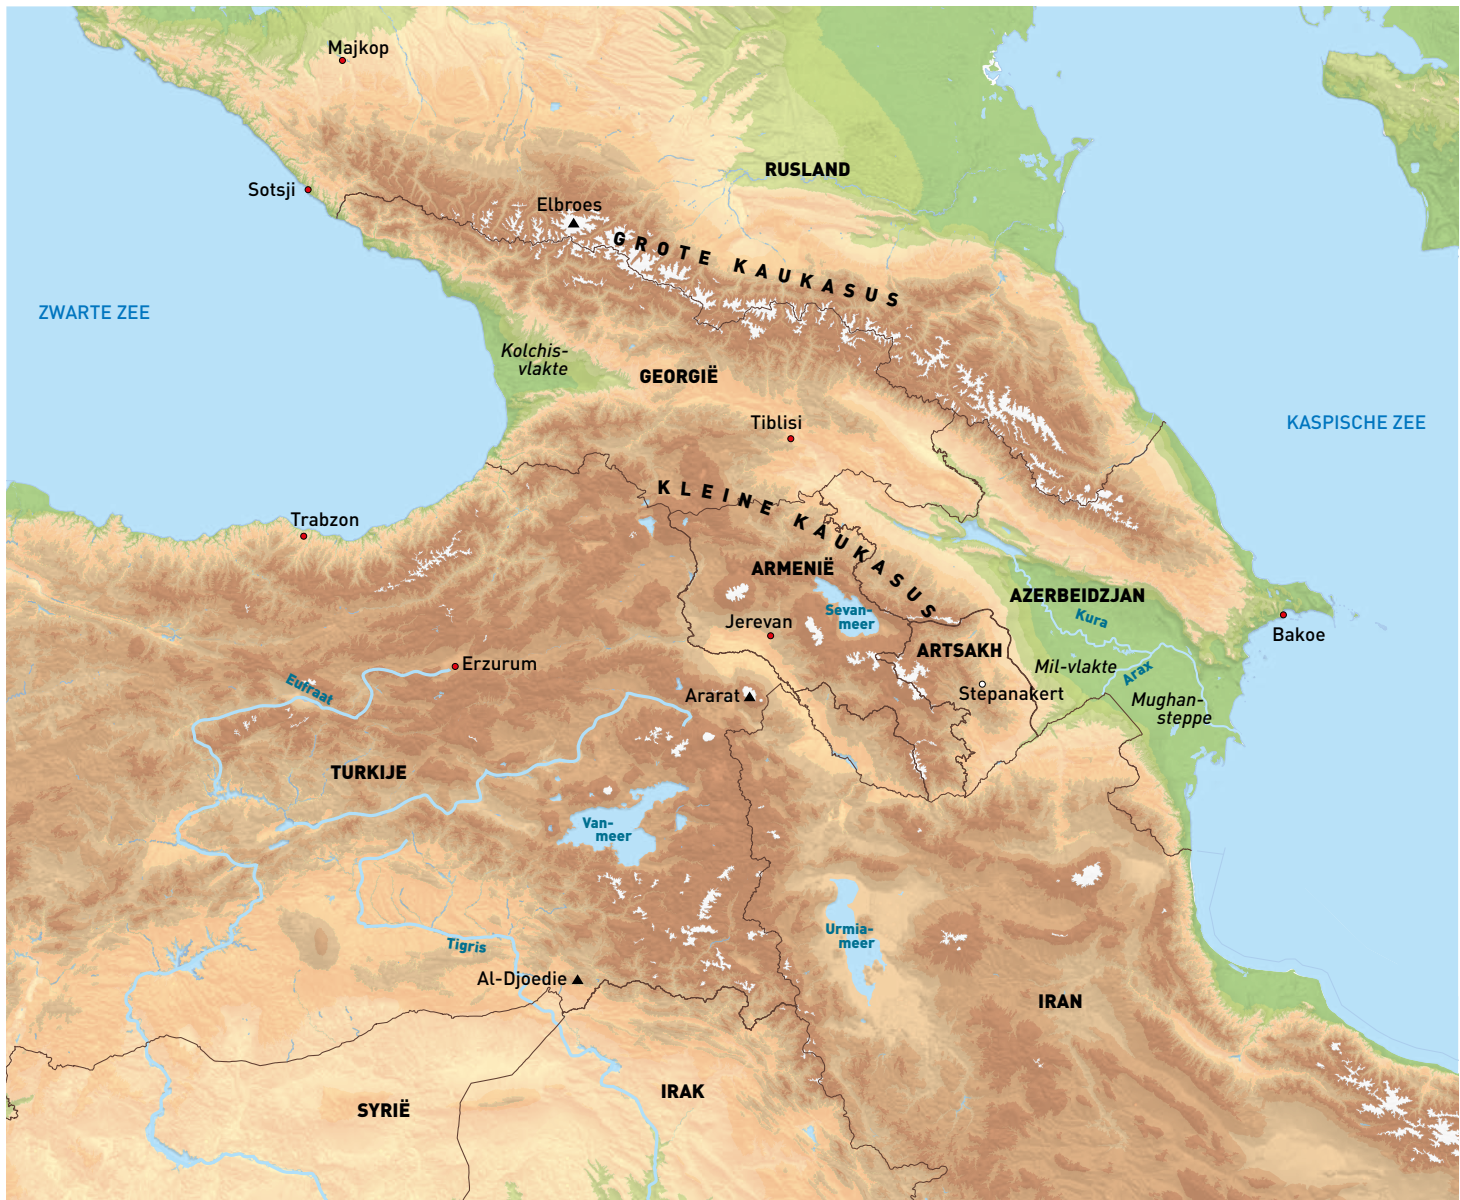 Majkop
RUSLAND
Sotsji
Elbroes
GROTE KAUKASUS
ZWARTE ZEE
Kolchis-
vlakte
GEORGIË
Tiblisi
KASPISCHE ZEE
KLEINE KAUKASUS
Trabzon
ARMENIË
AZERBEIDZJAN
Sevan-
meer
Kura
Jerevan
Bakoe
ARTSAKH
Erzurum
Mil-vlakte
Arax
Eufraat
Ararat
Stepanakert
Mughan-
steppe
TURKIJE
Van-
meer
Urmia-
meer
Tigris
Al-Djoedie
IRAN
IRAK
SYRIË